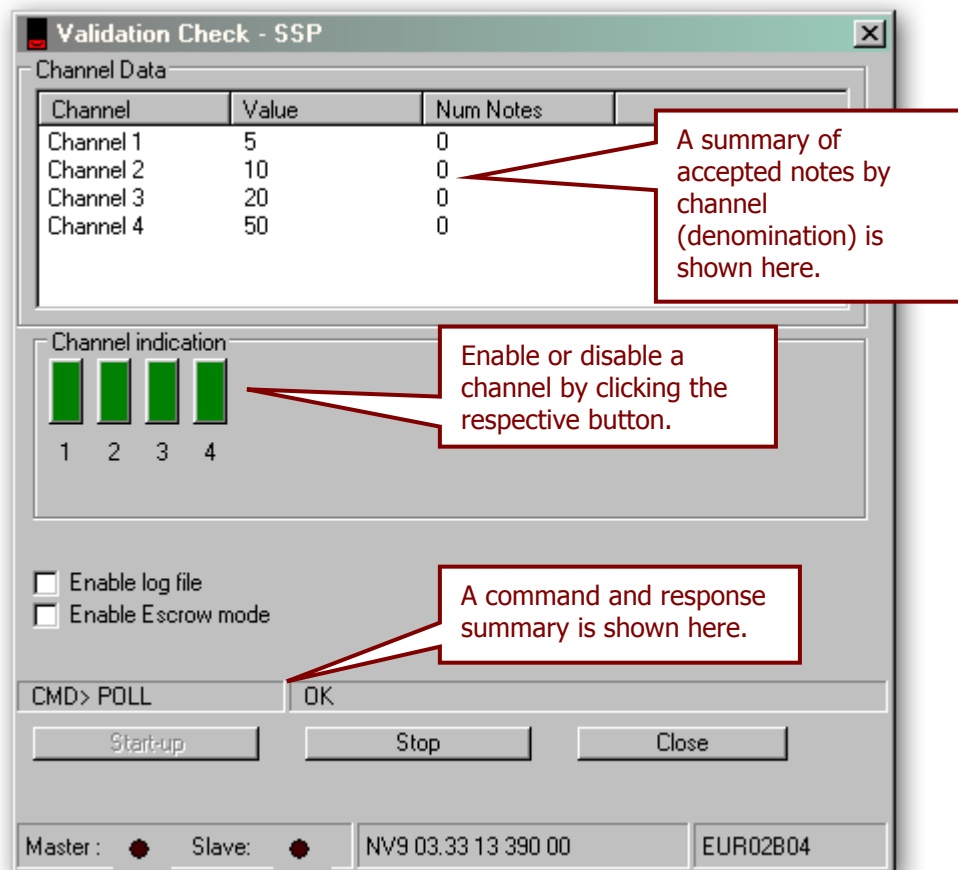 Validation Check - SSP
Channel Data
Channel Value Num Notes
Channel 1 5 0
Channel 2 10 0
Channel 3 20 0
Channel 4 50 0
A summary of
accepted notes by
channel
(denomination) is
shown here.
Channel indication
1 2 3 4
Enable or disable a
channel by clicking the
respective button.
Enable log file
Enable Escrow mode
A command and response
summary is shown here.
CMD> POLL OK
Start-up Stop Close
Master : Slave: NV9 03.33 13 390 00 EUR02B04